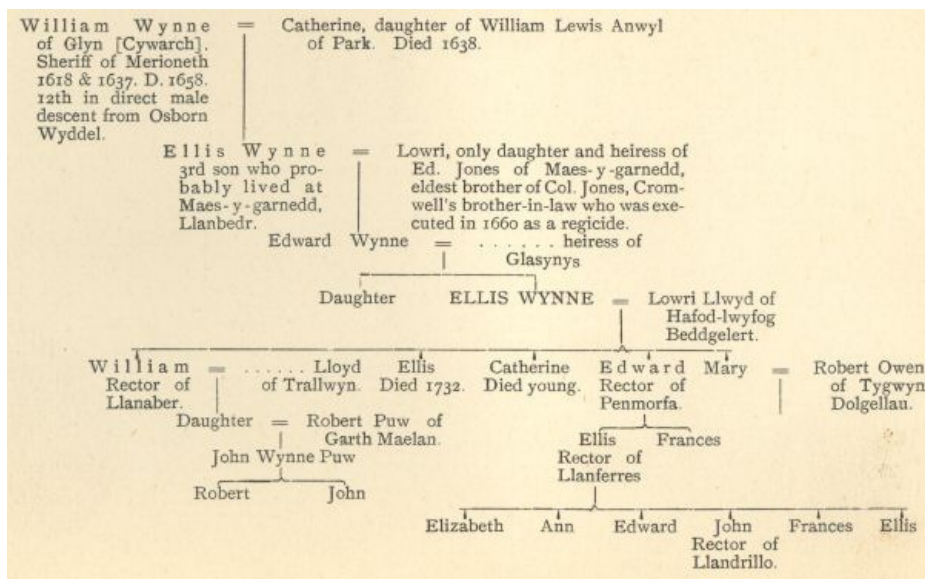 William Wynne = Catherine, daughter of William Lewis Anwyl
of Glyn [Cywarch]. of Park. Died 1638.
Sheriff of Merioneth
1618 & 1637. D. 1658.
12th in direct male
descent from Osborn
Wyddel.
Ellis Wynne = Lowri, only daughter and heiress of
3rd son who pro- Ed. Jones of Maes-y-garnedd,
bably lived at eldest brother of Col. Jones, Crom-
Maes-y-garnedd, well's brother-in-law who was exe-
Llanbedr. cuted in 1660 as a regicide.
Edward Wynne = ...... heiress of
Glasynys
Daughter ELLIS WYNNE = Lowri Llwyd of
Hafod-lwyfog
Beddgelert.
William = ...... Lloyd Ellis Catherine Edward Mary = Robert Owen
Rector of of Trallwyn. Died 1732. Died young. Rector of of Tygwyn
Llanaber. Penmorfa. Dolgellau.
Daughter = Robert Puw of
Garth Maelan.
Ellis Frances
John Wynne Puw Rector of
Llanferres
Robert John
Elizabeth Ann Edward John Frances Ellis
Rector of
Llandrillo.